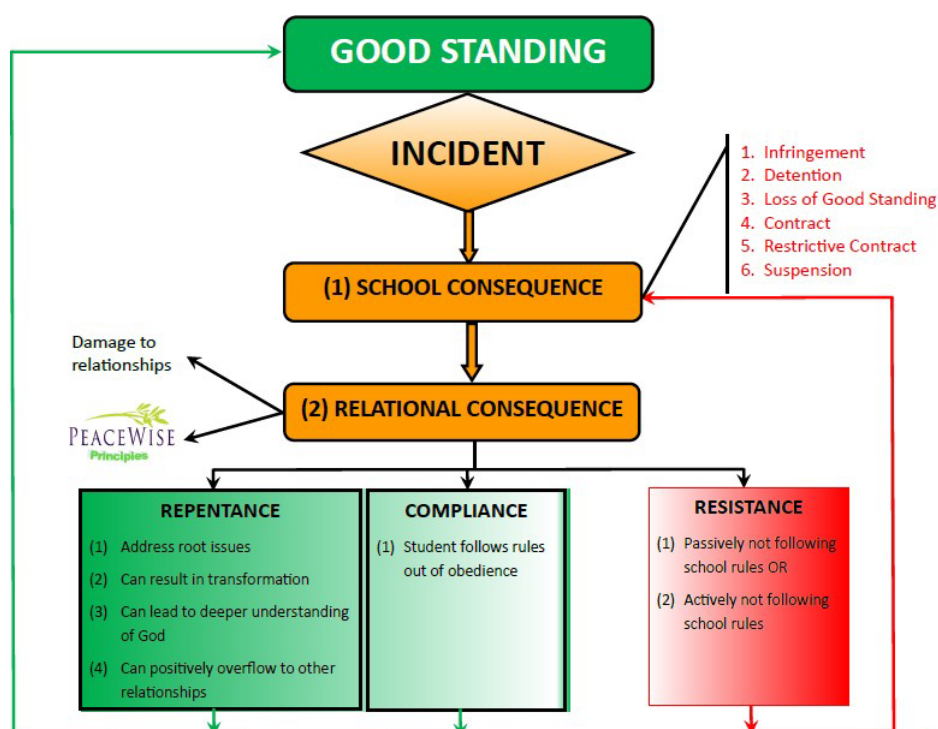 GOOD STANDING
INCIDENT
1. Infringement
2. Detention
3. Loss of Good Standing
4. Contract
5. Restrictive Contract
6. Suspension
(1) SCHOOL CONSEQUENCE
Damage to
relationships
(2) RELATIONAL CONSEQUENCE
PEACEWISE
Principles
REPENTANCE
(1) Address root issues
(2) Can result in transformation
(3) Can lead to deeper understanding
of God
(4) Can positively overflow to other
relationships
COMPLIANCE
(1) Student follows rules
out of obedience
RESISTANCE
(1) Passively not following
school rules OR
(2) Actively not following
school rules